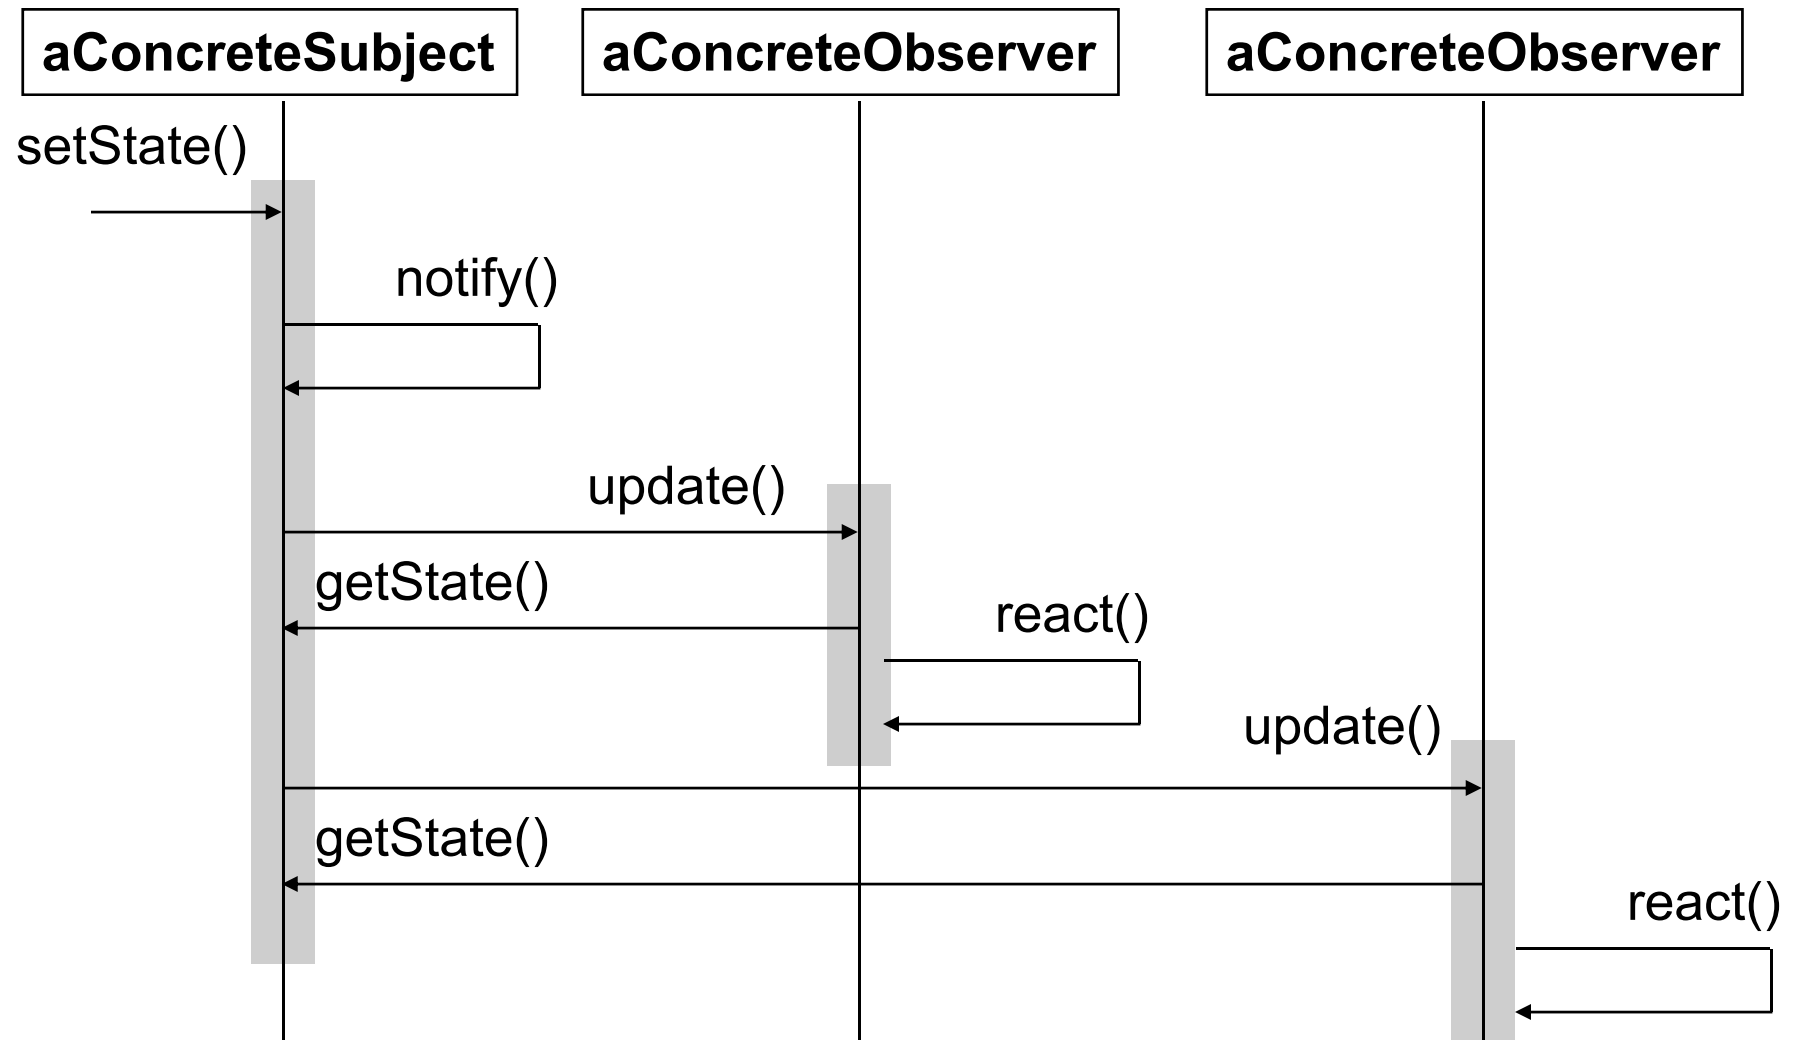 aConcreteSubject
aConcreteObserver
aConcreteObserver
setState()
notify()
update()
getState()
react()
update()
getState()
react()